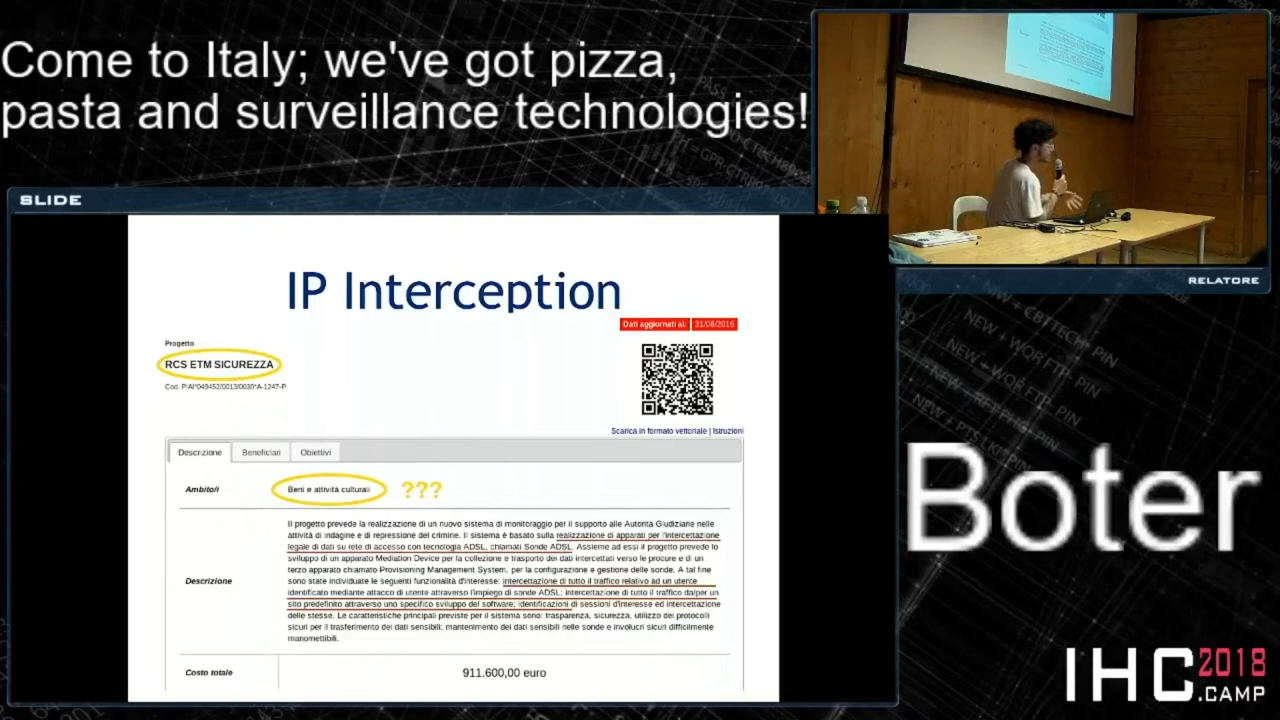 Come to Italy; we've got pizza,
pasta and surveillance technologies!
SLIDE
IP Interception
Dati aggiornati al: 31/08/2016
Progetto
RCS ETM SICUREZZA
Scarica in formato vettoriale | Istruzioni
Descrizione Beneficiari Obiettivi
Ambito/i Beni e attività culturali ???
Il progetto prevede la realizzazione di un nuovo sistema di monitoraggio per il supporto alle Autorità Giudiziarie nelle
attività di indagine e di repressione del crimine. Il sistema è basato sulla realizzazione di apparati per l'intercettazione
legale di dati su rete di accesso con tecnologia ADSL, chiamati Sonde ADSL. Assieme ad essi il progetto prevede lo
sviluppo di un apparato Mediation Device per la collezione e trasporto dei dati intercettati verso le procure e di un
terzo apparato chiamato Provisioning Management System, per la configurazione e gestione delle sonde. A tal fine
sono state individuate le seguenti funzionalità d'interesse: intercettazione di tutto il traffico relativo ad un utente
Descrizione
identificato mediante attacco di utente attraverso l'impiego di sonde ADSL; intercettazione di tutto il traffico da/per un
sito predefinito attraverso uno specifico sviluppo del software; identificazioni di sessioni d'interesse ed intercettazione
delle stesse. Le caratteristiche principali previste per il sistema sono: trasparenza, sicurezza, utilizzo dei protocolli
sicuri per il trasferimento dei dati sensibili; mantenimento dei dati sensibili nelle sonde e involucri sicuri difficilmente
manomettibili.
Costo totale 911.600,00 euro
RELATORE
NEW + CBT-CHV PIN
NEW + WORLTE PIN
Boter
IHC 2018
.CAMP